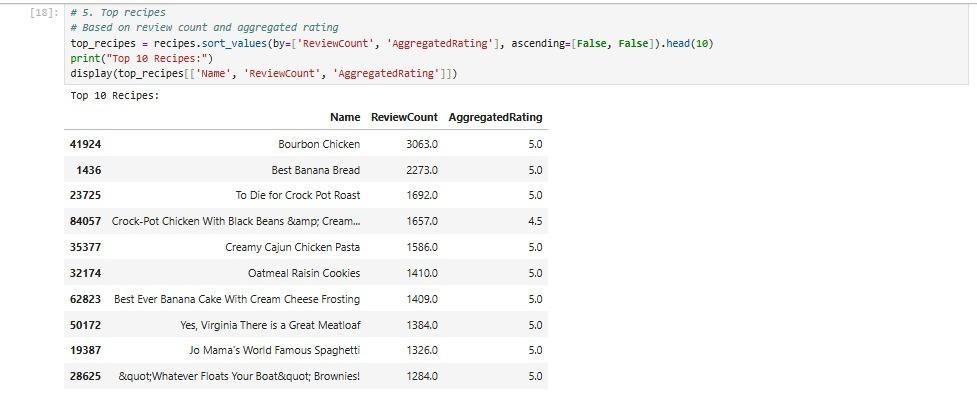 [18]: # 5. Top recipes
# Based on review count and aggregated rating
top_recipes = recipes.sort_values(by=['ReviewCount', 'AggregatedRating'], ascending=[False, False]).head(10)
print("Top 10 Recipes:")
display(top_recipes[['Name', 'ReviewCount', 'AggregatedRating']])
Top 10 Recipes:
Name ReviewCount AggregatedRating
41924 Bourbon Chicken 3063.0 5.0
1436 Best Banana Bread 2273.0 5.0
23725 To Die for Crock Pot Roast 1692.0 5.0
84057 Crock-Pot Chicken With Black Beans &amp; Cream... 1657.0 4.5
35377 Creamy Cajun Chicken Pasta 1586.0 5.0
32174 Oatmeal Raisin Cookies 1410.0 5.0
62823 Best Ever Banana Cake With Cream Cheese Frosting 1409.0 5.0
50172 Yes, Virginia There is a Great Meatloaf 1384.0 5.0
19387 Jo Mama's World Famous Spaghetti 1326.0 5.0
28625 &quot;Whatever Floats Your Boat&quot; Brownies! 1284.0 5.0